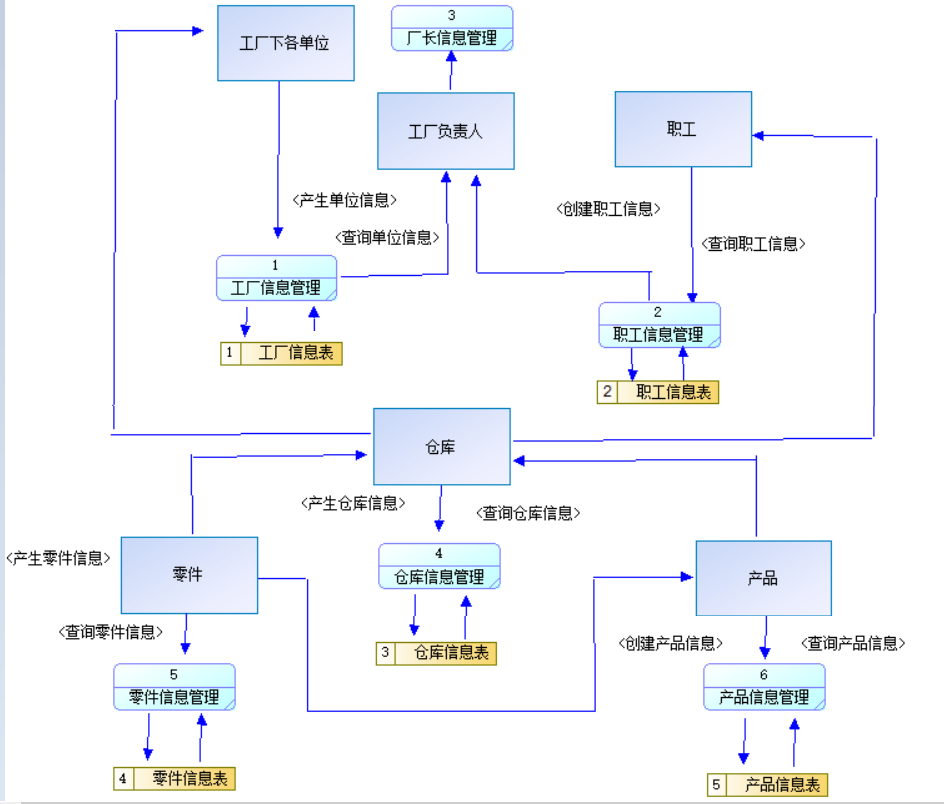 3
厂长信息管理
工厂下各单位
工厂负责人
职工
<产生单位信息>
<创建职工信息>
<查询单位信息>
<查询职工信息>
1
工厂信息管理
2
职工信息管理
1 工厂信息表
2 职工信息表
仓库
<产生仓库信息>
<查询仓库信息>
<产生零件信息>
零件
4
仓库信息管理
产品
<查询零件信息>
<创建产品信息>
<查询产品信息>
3 仓库信息表
5
零件信息管理
6
产品信息管理
4 零件信息表
5 产品信息表